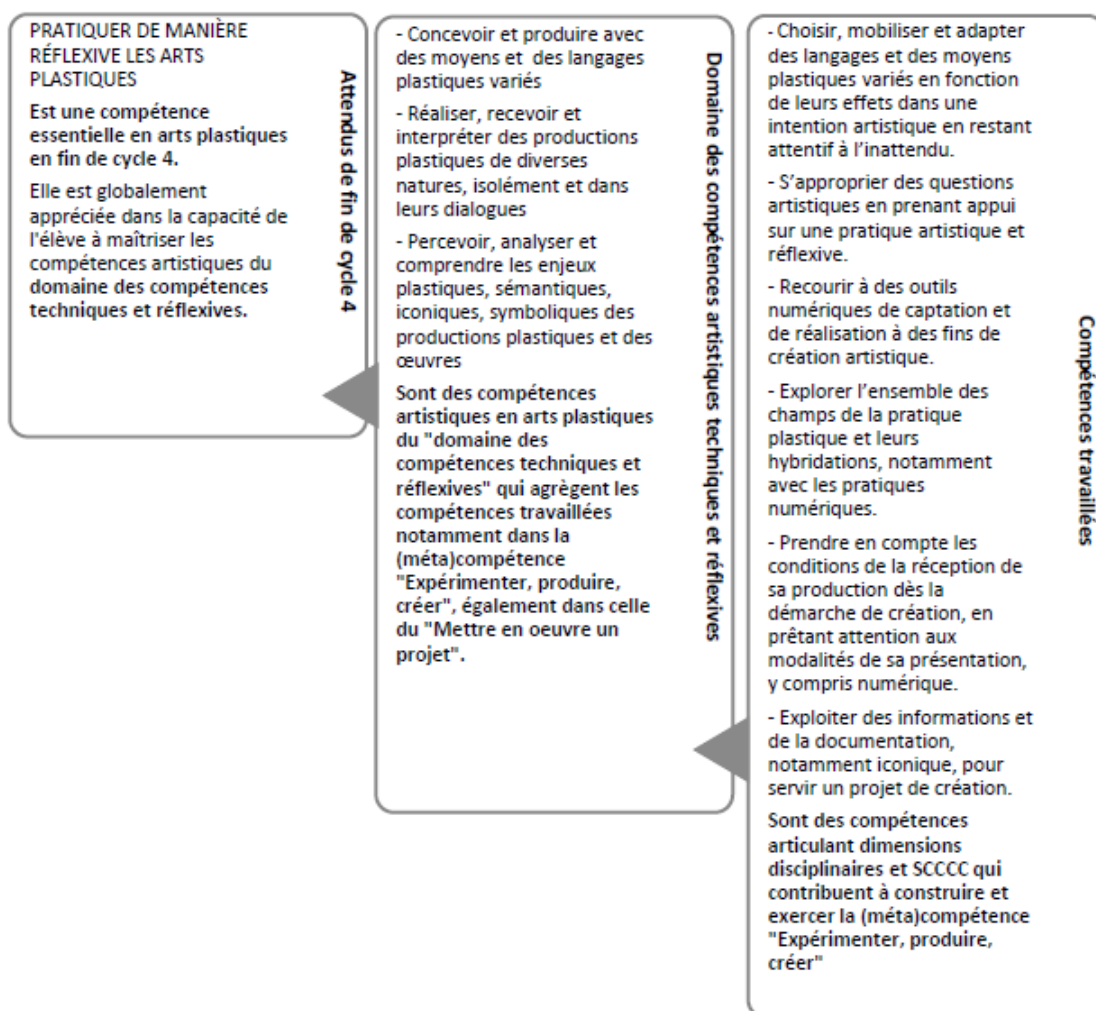 PRATIQUER DE MANIÈRE
RÉFLEXIVE LES ARTS
PLASTIQUES
Est une compétence
essentielle en arts plastiques
en fin de cycle 4.
Elle est globalement
appréciée dans la capacité de
l'élève à maîtriser les
compétences artistiques du
domaine des compétences
techniques et réflexives.
Attendus de fin de cycle 4
- Concevoir et produire avec
des moyens et des langages
plastiques variés
- Réaliser, recevoir et
interpréter des productions
plastiques de diverses
natures, isolément et dans
leurs dialogues
- Percevoir, analyser et
comprendre les enjeux
plastiques, sémantiques,
iconiques, symboliques des
productions plastiques et des
œuvres
Sont des compétences
artistiques en arts plastiques
du "domaine des
compétences techniques et
réflexives" qui agrègent les
compétences travaillées
notamment dans la
(méta)compétence
"Expérimenter, produire,
créer", également dans celle
du "Mettre en oeuvre un
projet".
Domaine des compétences artistiques techniques et réflexives
- Choisir, mobiliser et adapter
des langages et des moyens
plastiques variés en fonction
de leurs effets dans une
intention artistique en restant
attentif à l'inattendu.
- S'approprier des questions
artistiques en prenant appui
sur une pratique artistique et
réflexive.
- Recourir à des outils
numériques de captation et
de réalisation à des fins de
création artistique.
- Explorer l'ensemble des
champs de la pratique
plastique et leurs
hybridations, notamment
avec les pratiques
numériques.
- Prendre en compte les
conditions de la réception de
sa production dès la
démarche de création, en
prêtant attention aux
modalités de sa présentation,
y compris numérique.
- Exploiter des informations et
de la documentation,
notamment iconique, pour
servir un projet de création.
Sont des compétences
articulant dimensions
disciplinaires et SCCCC qui
contribuent à construire et
exercer la (méta)compétence
"Expérimenter, produire,
créer"
Compétences travaillées